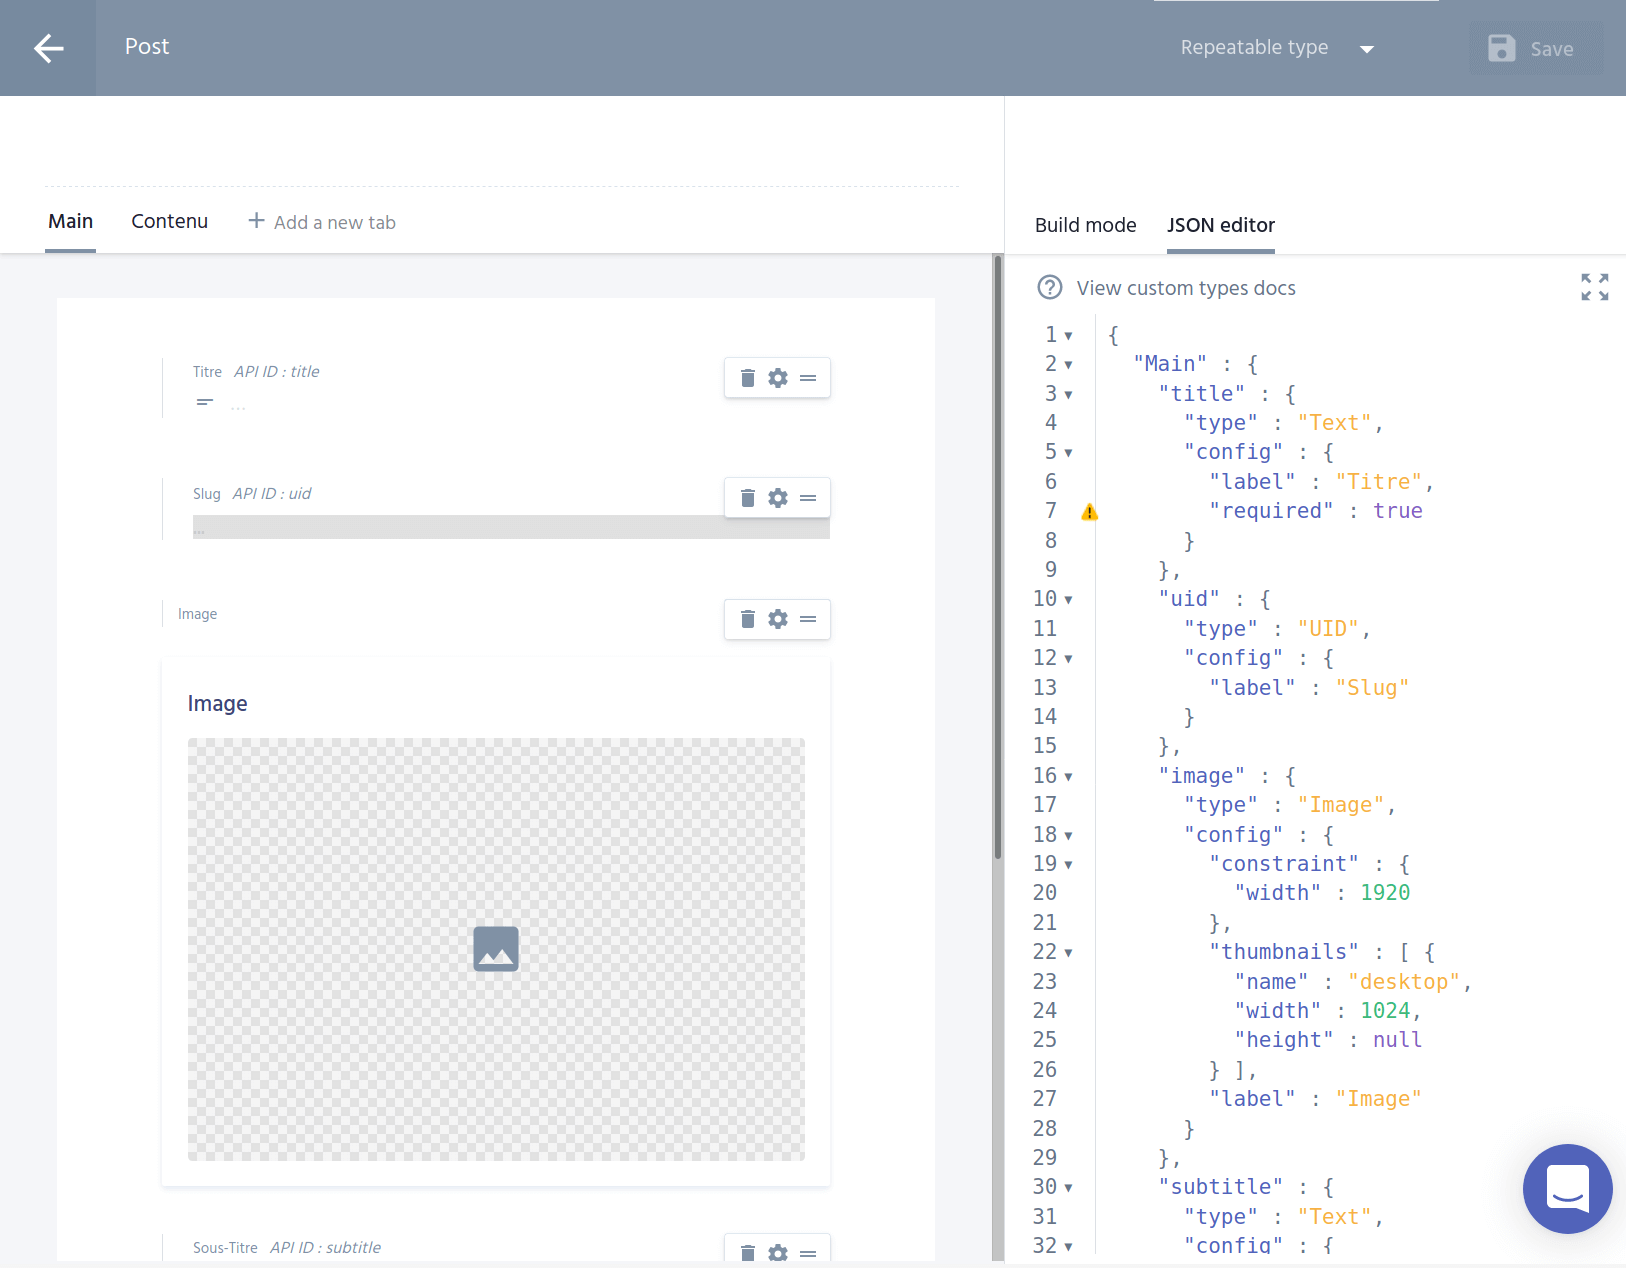 Post
Repeatable type
Save
Main Contenu + Add a new tab
Titre API ID : title
...
Slug API ID : uid
...
Image
Image
Sous-Titre API ID : subtitle
Build mode JSON editor
View custom types docs
1 {
2 "Main" : {
3 "title" : {
4 "type" : "Text",
5 "config" : {
6 "label" : "Titre",
7 "required" : true
8 }
9 },
10 "uid" : {
11 "type" : "UID",
12 "config" : {
13 "label" : "Slug"
14 }
15 },
16 "image" : {
17 "type" : "Image",
18 "config" : {
19 "constraint" : {
20 "width" : 1920
21 },
22 "thumbnails" : [ {
23 "name" : "desktop",
24 "width" : 1024,
25 "height" : null
26 } ],
27 "label" : "Image"
28 }
29 },
30 "subtitle" : {
31 "type" : "Text",
32 "config" : {